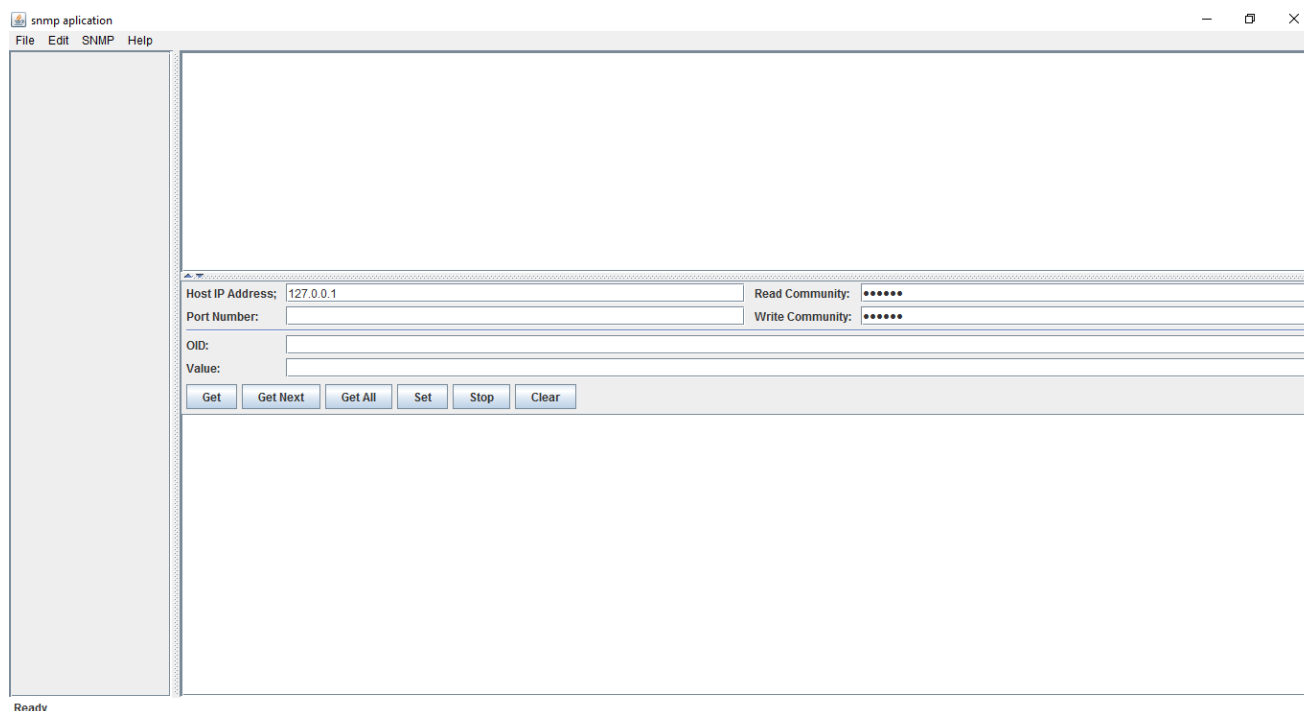 snmp aplication
File Edit SNMP Help
Host IP Address; 127.0.0.1 Read Community: ••••••
Port Number: Write Community: ••••••
OID:
Value:
Get Get Next Get All Set Stop Clear
Ready